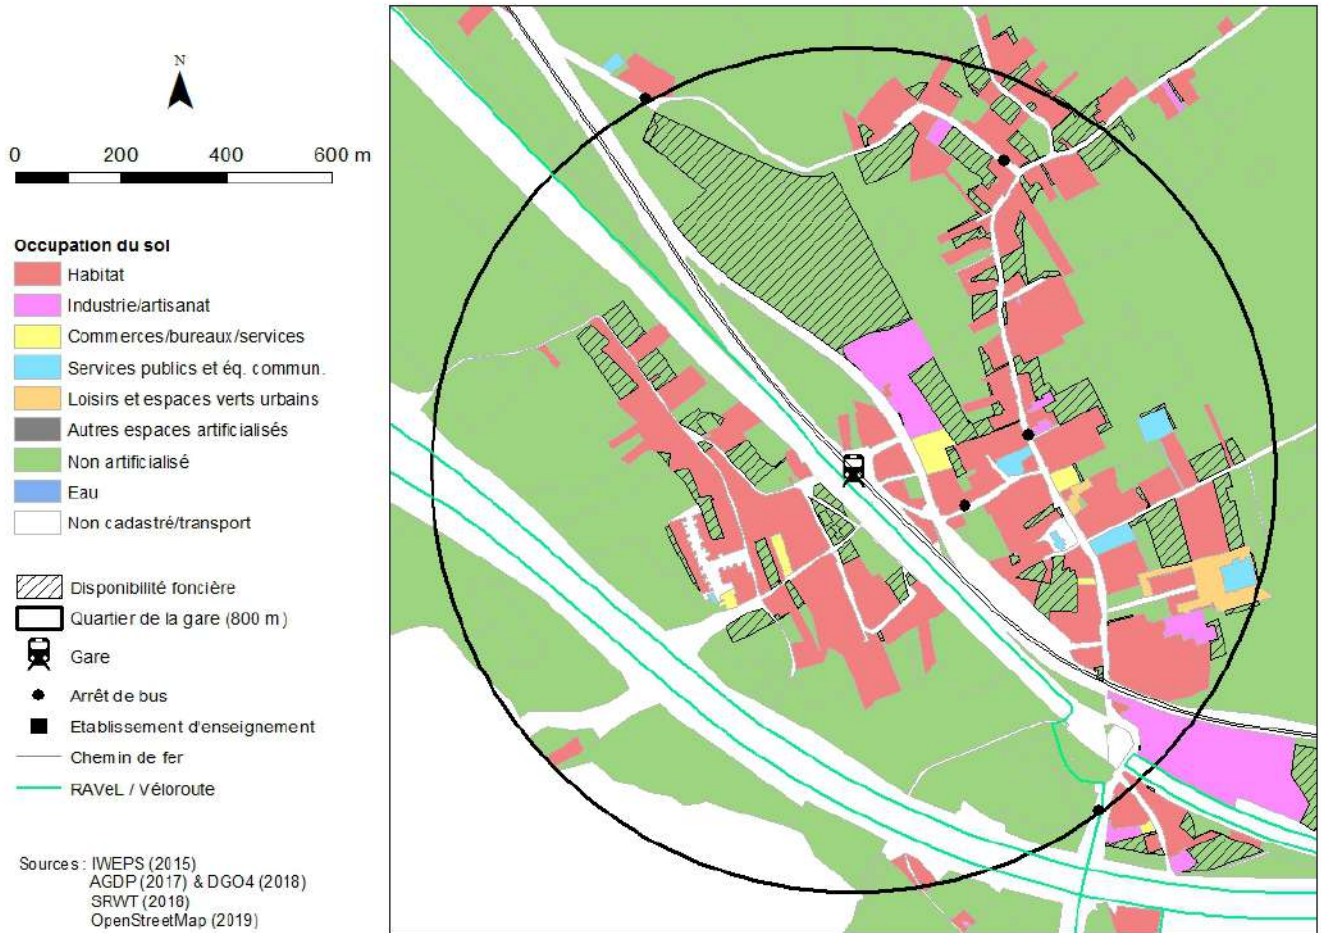 N
0 200 400 600 m
Occupation du sol
Habitat
Industrie/artisanat
Commerces/bureaux/services
Services publics et éq. commun.
Loisirs et espaces verts urbains
Autres espaces artificialisés
Non artificialisé
Eau
Non cadastré/transport
Disponibilité foncière
Quartier de la gare (800 m)
Gare
Arrêt de bus
Etablissement d'enseignement
Chemin de fer
RAVeL / Véloroute
Sources : IWEPS (2015)
AGDP (2017) & DGO4 (2018)
SRWT (2018)
OpenStreetMap (2019)